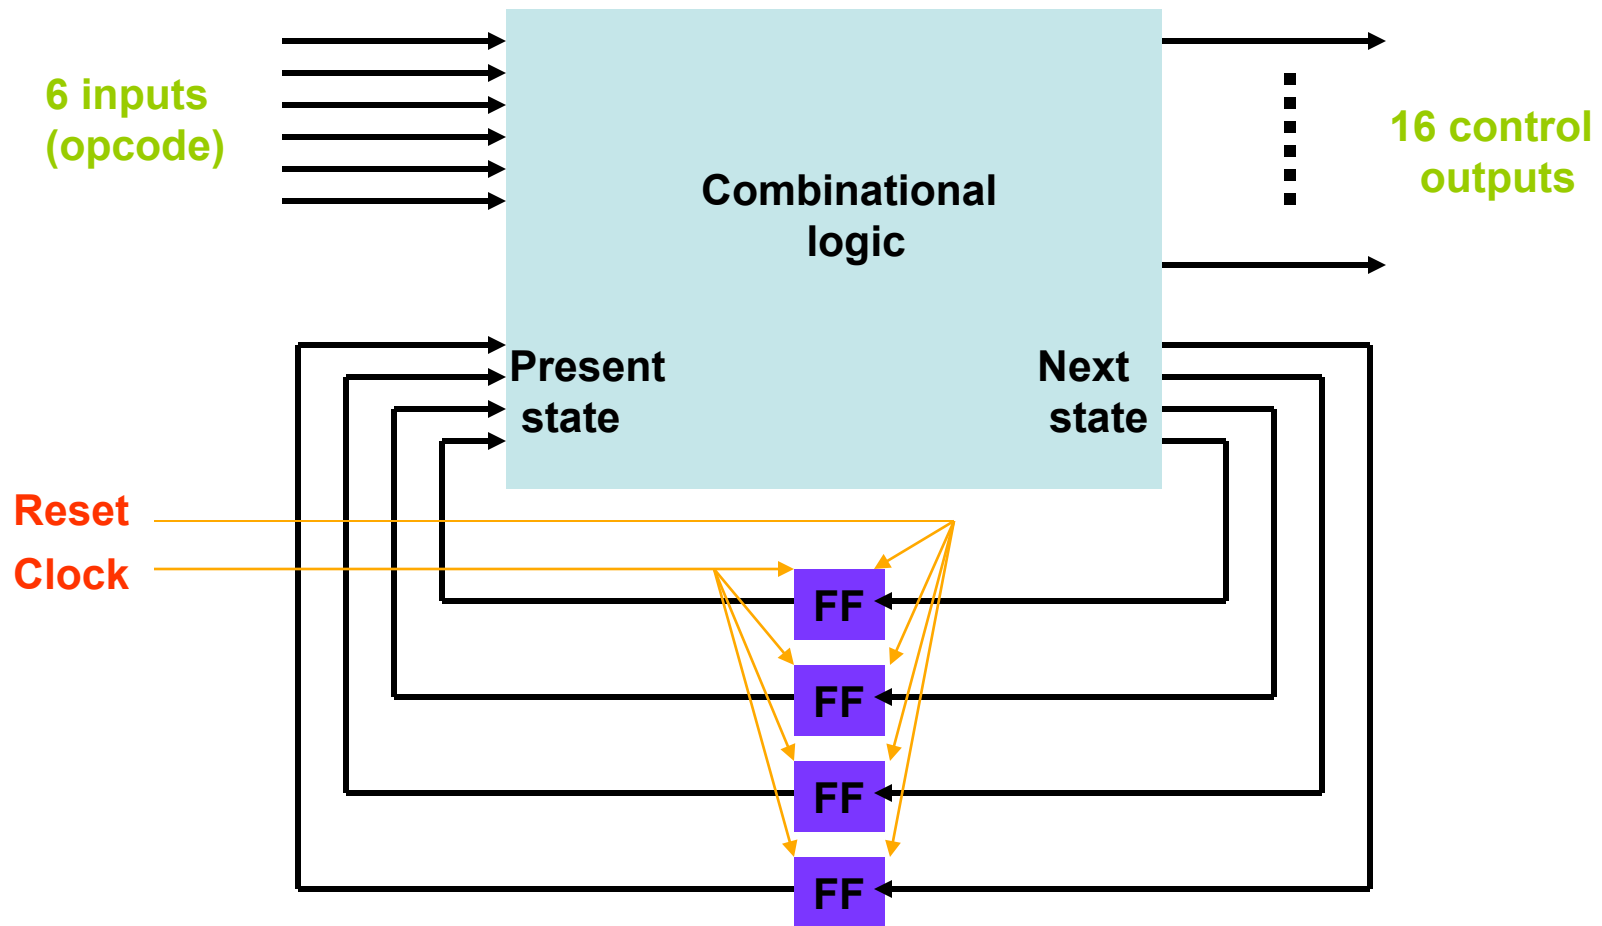 6 inputs
(opcode)
16 control
outputs
Combinational
logic
Present
state
Next
state
Reset
Clock
FF
FF
FF
FF